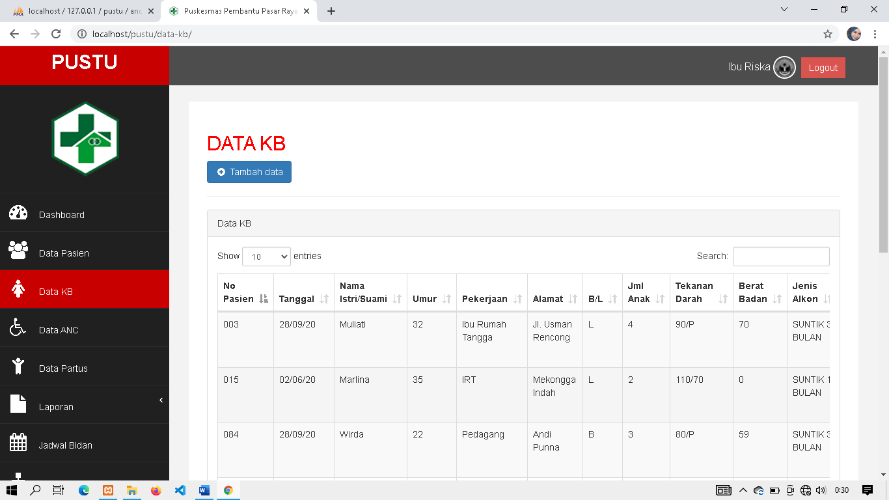 localhost / 127.0.0.1 / pustu / anc
Puskesmas Pembantu Pasar Raya
localhost/pustu/data-kb/
PUSTU
Ibu Riska
Logout
Dashboard
Data Pasien
Data KB
Data ANC
Data Partus
Laporan
Jadwal Bidan
DATA KB
Tambah data
Data KB
Show 10 entries
Search:
No Pasien Tanggal Nama Istri/Suami Umur Pekerjaan Alamat B/L Jml Anak Tekanan Darah Berat Badan Jenis Alkon
003 28/09/20 Muliati 32 Ibu Rumah Tangga Jl. Usman Rencong L 4 90/P 70 SUNTIK 3 BULAN
015 02/06/20 Marlina 35 IRT Mekongga Indah L 2 110/70 0 SUNTIK 1 BULAN
084 28/09/20 Wirda 22 Pedagang Andi Punna B 3 80/P 59 SUNTIK 3 BULAN
0:30